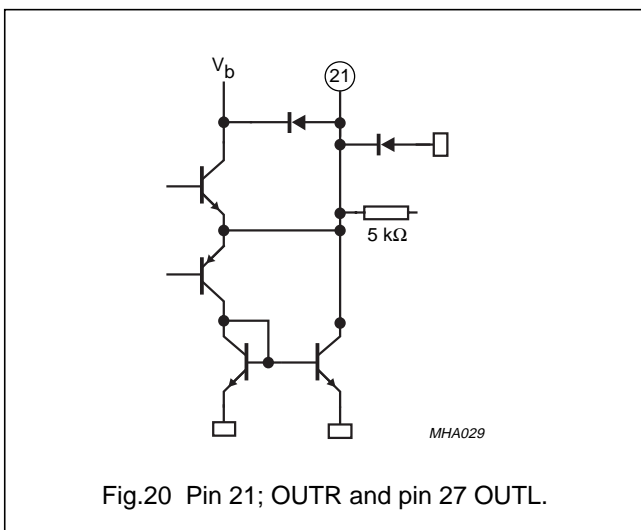 V_b
21
5 kΩ
MHA029
Fig.20 Pin 21; OUTR and pin 27 OUTL.